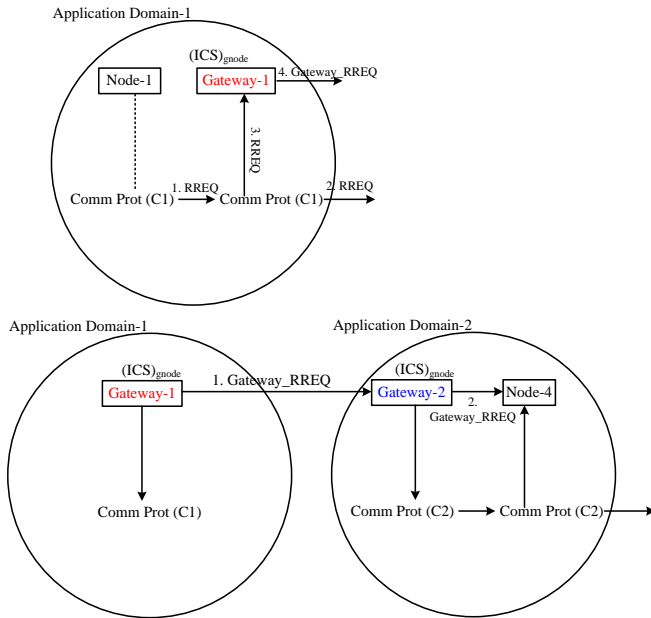 Application Domain-1
(ICS)gnode
Node-1
Gateway-1
4. Gateway_RREQ
3. RREQ
1. RREQ
2. RREQ
Comm Prot (C1)
Comm Prot (C1)
Application Domain-1
Application Domain-2
(ICS)gnode
(ICS)gnode
1. Gateway_RREQ
Gateway-1
Gateway-2
Node-4
2.
Gateway_RREQ
Comm Prot (C1)
Comm Prot (C2)
Comm Prot (C2)